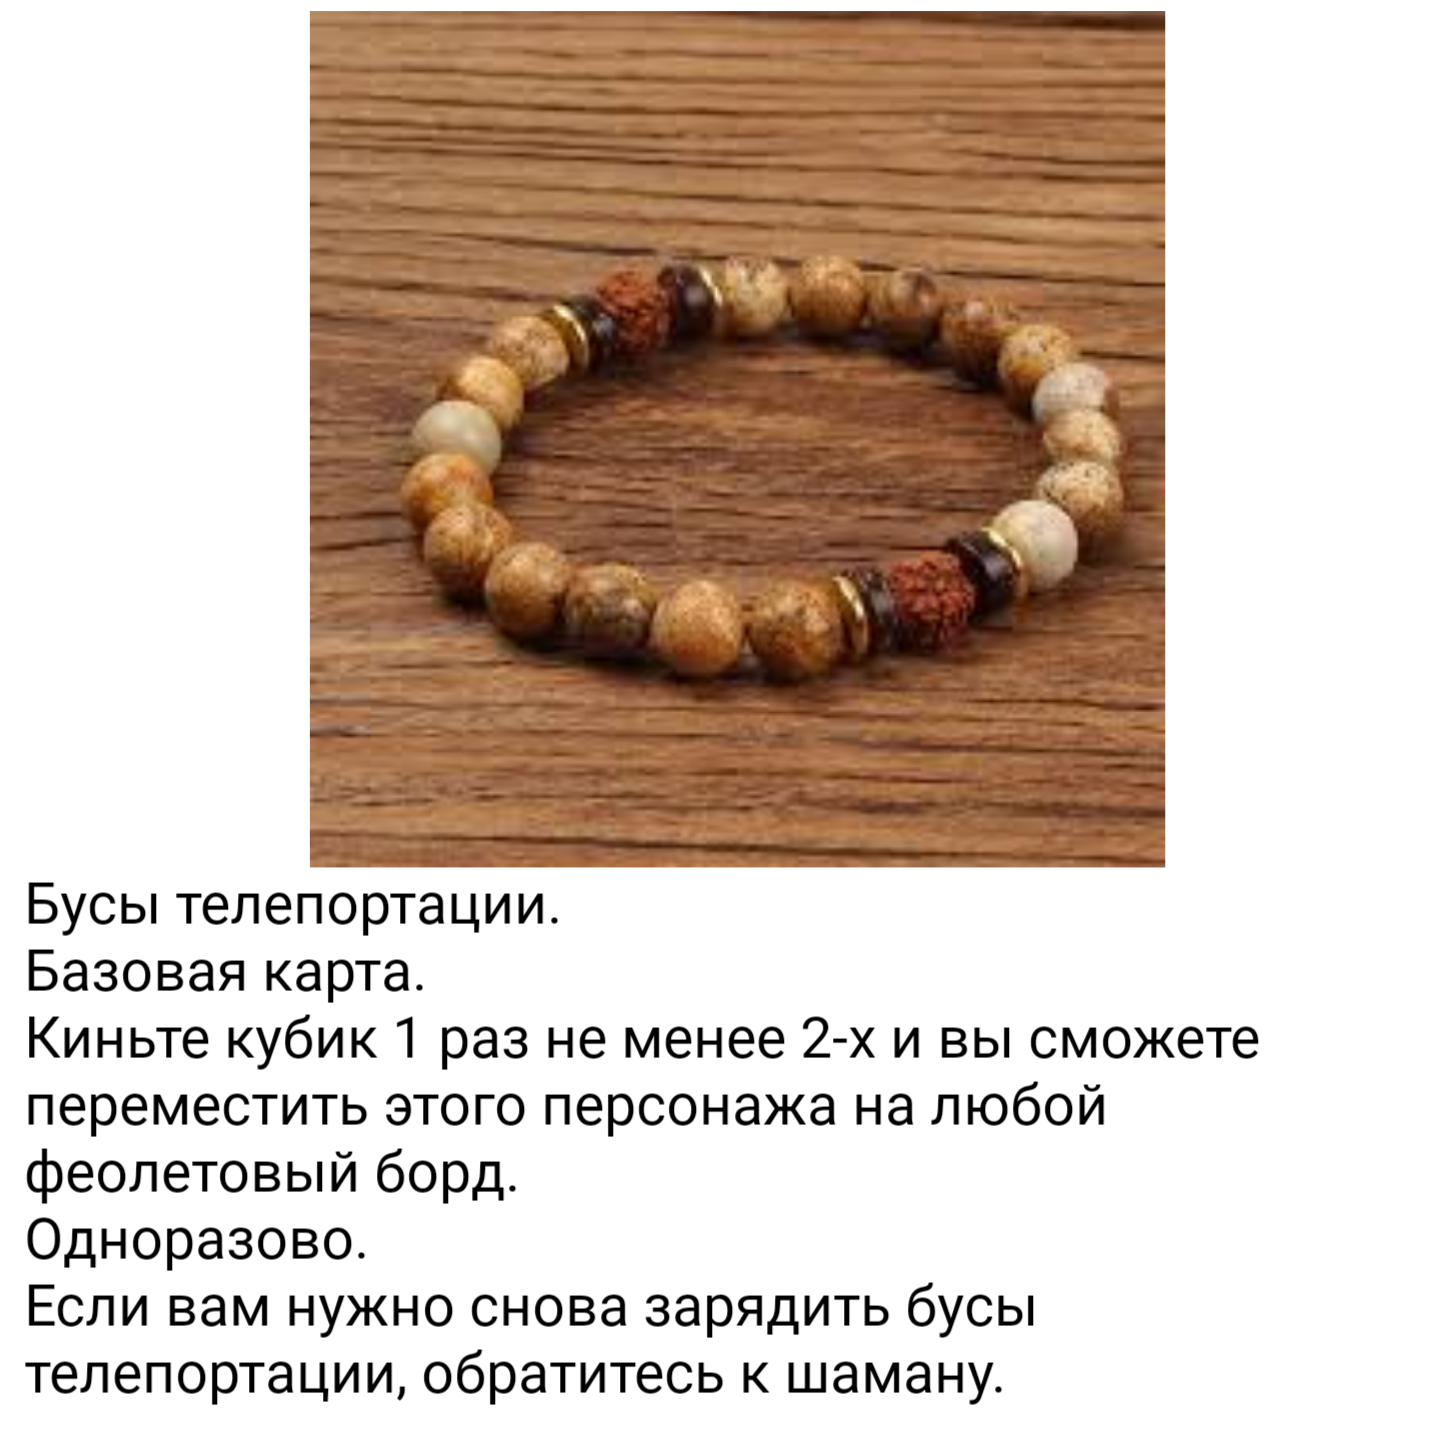 Бусы телепортации.
Базовая карта.
Киньте кубик 1 раз не менее 2-х и вы сможете
переместить этого персонажа на любой
феолетовый борд.
Одноразово.
Если вам нужно снова зарядить бусы
телепортации, обратитесь к шаману.